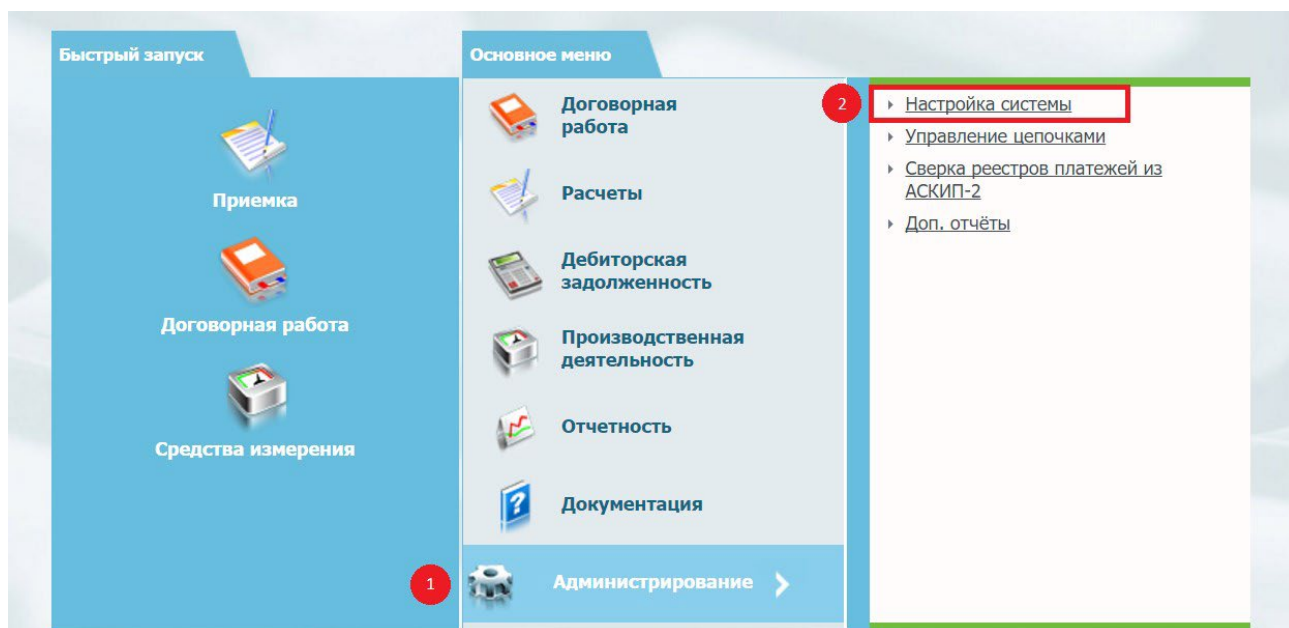 Быстрый запуск
Приемка
Договорная работа
Средства измерения
Основное меню
Договорная
работа
Расчеты
Дебиторская
задолженность
Производственная
деятельность
Отчетность
Документация
1
Администрирование
2
Настройка системы
Управление цепочками
Сверка реестров платежей из
АСКИП-2
Доп. отчёты